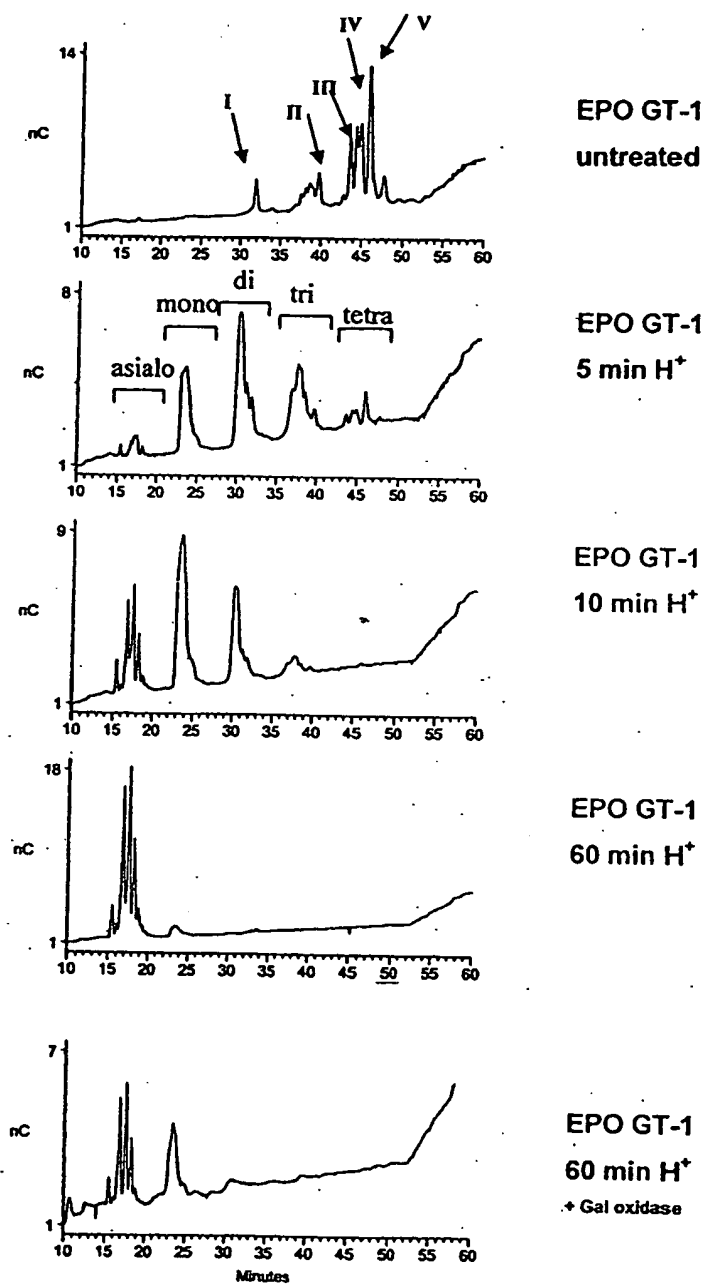 I II III IV V
14
nC
1
10 15 20 25 30 35 40 45 50 55 60
EPO GT-1
untreated
asialo mono di tri tetra
8
nC
1
10 15 20 25 30 35 40 45 50 55 60
EPO GT-1
5 min H⁺
9
nC
1
10 15 20 25 30 35 40 45 50 55 60
EPO GT-1
10 min H⁺
18
nC
1
10 15 20 25 30 35 40 45 50 55 60
EPO GT-1
60 min H⁺
7
nC
1
10 15 20 25 30 35 40 45 50 55 60
Minutes
EPO GT-1
60 min H⁺
+ Gal oxidase